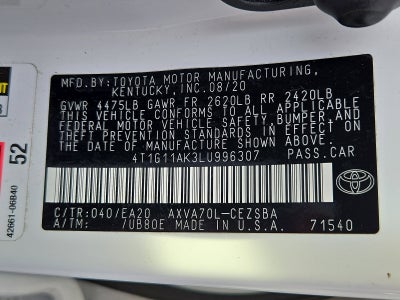 MFD.BY:TOYOTA MOTOR MANUFACTURING,
KENTUCKY,INC.08/20
GVWR 4475LB GAWR FR 2620LB RR 2420LB
THIS VEHICLE CONFORMS TO ALL APPLICABLE
FEDERAL MOTOR VEHICLE SAFETY,BUMPER,AND
THEFT PREVENTION STANDARDS IN EFFECT ON
THE DATE OF MANUFACTURE SHOWN ABOVE.
4T1G11AK3LU996307 PASS.CAR
C/TR:040/EA20 AXVA70L-CEZSBA
A/TM: /UB80E MADE IN U.S.A. 71540
52
42661-06B40